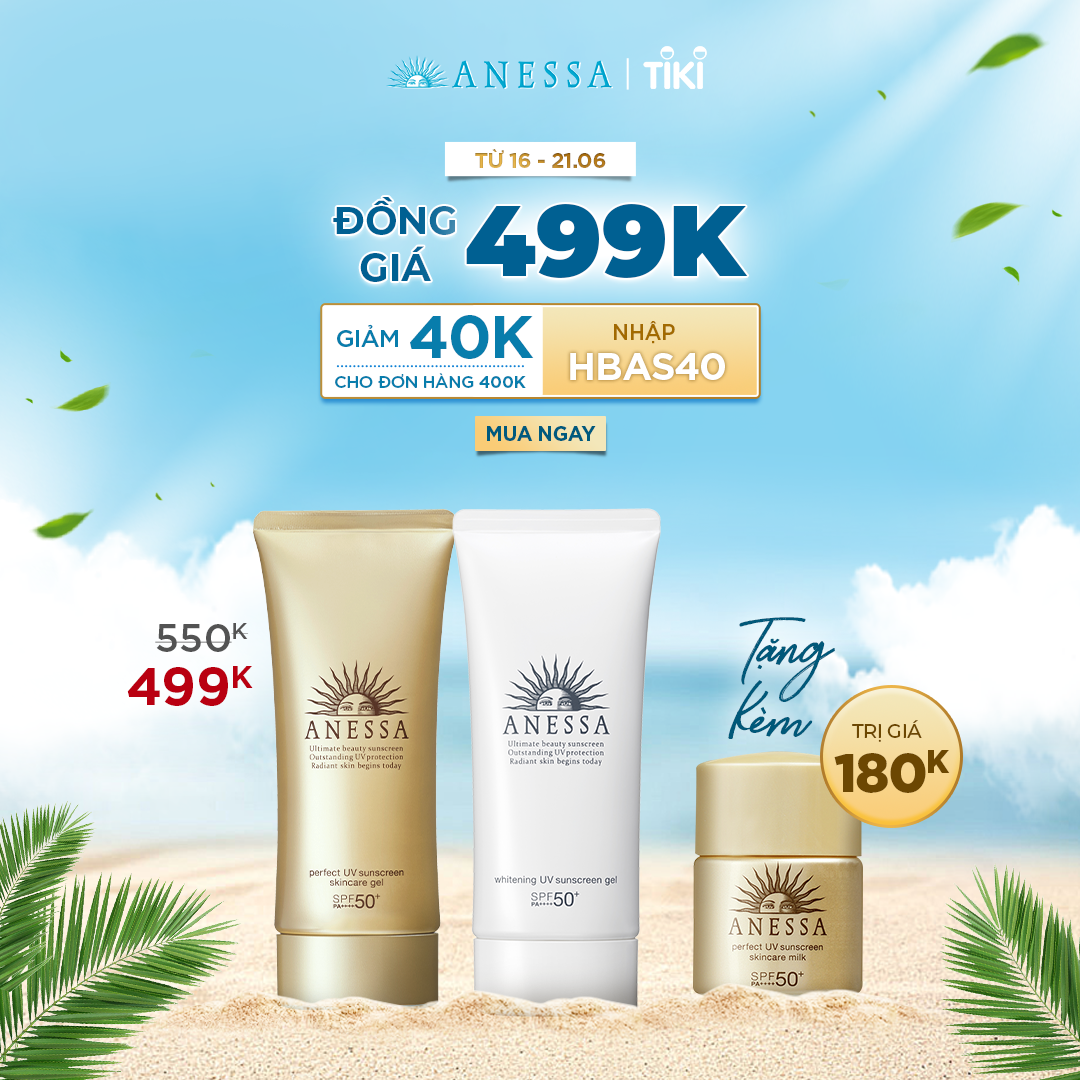 ANESSA | TIKI
TỪ 16 - 21.06
ĐỒNG GIÁ 499K
GIẢM 40K
CHO ĐƠN HÀNG 400K
NHẬP
HBAS40
MUA NGAY
550K
499K
ANESSA
Ultimate beauty sunscreen
Outstanding UV protection
Radiant skin begins today
perfect UV sunscreen
skincare gel
SPF50+
PA++++
ANESSA
Ultimate beauty sunscreen
Outstanding UV protection
Radiant skin begins today
whitening UV sunscreen gel
SPF50+
PA++++
Tặng
kèm
TRỊ GIÁ
180K
ANESSA
perfect UV sunscreen
skincare milk
SPF50+
PA++++